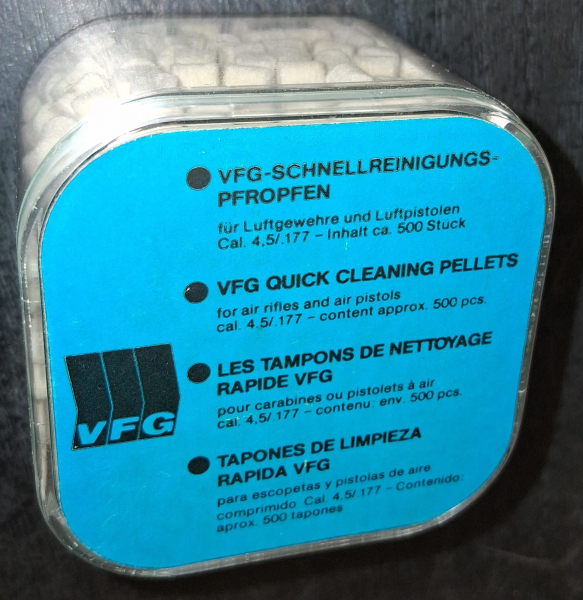 VFG-SCHNELLREINIGUNGS-
PFROPFEN
für Luftgewehre und Luftpistolen
Cal. 4,5/.177 – Inhalt ca. 500 Stück
VFG QUICK CLEANING PELLETS
for air rifles and air pistols
cal. 4.5/.177 – content approx. 500 pcs.
LES TAMPONS DE NETTOYAGE
RAPIDE VFG
pour carabines ou pistolets à air
cal. 4,5/.177 – contenu: env. 500 pcs.
VFG
TAPONES DE LIMPIEZA
RAPIDA VFG
para escopetas y pistolas de aire
comprimido Cal. 4.5/.177 – Contenido:
aprox. 500 tapones